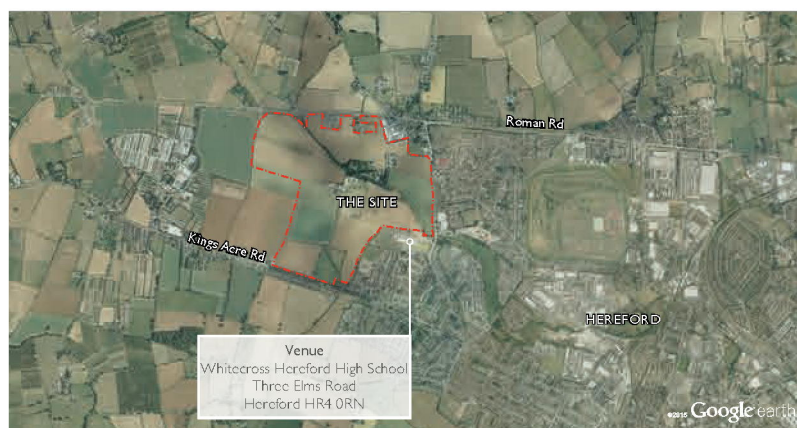 Roman Rd
THE SITE
Kings Acre Rd
HEREFORD
Venue
Whitecross Hereford High School
Three Elms Road
Hereford HR4 0RN
©2015 Google earth